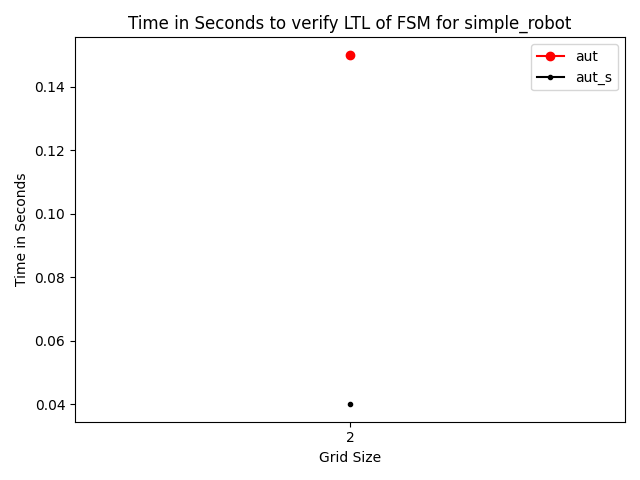 Time in Seconds to verify LTL of FSM for simple_robot
aut
aut_s
0.14
0.12
0.10
0.08
0.06
0.04
Time in Seconds
2
Grid Size